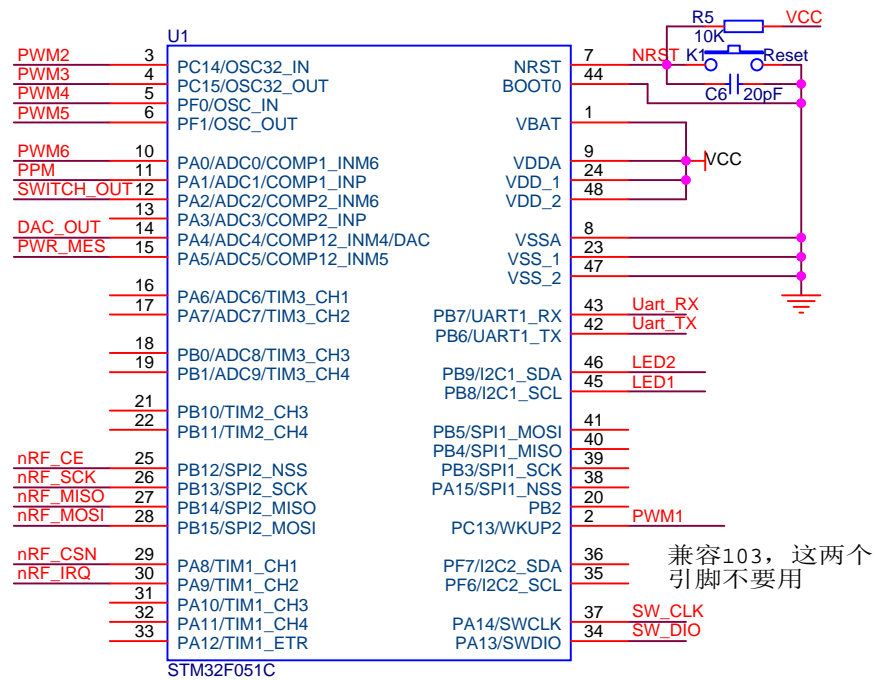 U1
R5
VCC
10K
PWM2 3 PC14/OSC32_IN
PWM3 4 PC15/OSC32_OUT
PWM4 5 PF0/OSC_IN
PWM5 6 PF1/OSC_OUT
PWM6 10 PA0/ADC0/COMP1_INM6
PPM 11 PA1/ADC1/COMP1_INP
SWITCH_OUT 12 PA2/ADC2/COMP2_INM6
13 PA3/ADC3/COMP2_INP
DAC_OUT 14 PA4/ADC4/COMP12_INM4/DAC
PWR_MES 15 PA5/ADC5/COMP12_INM5
16 PA6/ADC6/TIM3_CH1
17 PA7/ADC7/TIM3_CH2
18 PB0/ADC8/TIM3_CH3
19 PB1/ADC9/TIM3_CH4
21 PB10/TIM2_CH3
22 PB11/TIM2_CH4
nRF_CE 25 PB12/SPI2_NSS
nRF_SCK 26 PB13/SPI2_SCK
nRF_MISO 27 PB14/SPI2_MISO
nRF_MOSI 28 PB15/SPI2_MOSI
nRF_CSN 29 PA8/TIM1_CH1
nRF_IRQ 30 PA9/TIM1_CH2
31 PA10/TIM1_CH3
32 PA11/TIM1_CH4
33 PA12/TIM1_ETR
NRST 7 NRST K1 Reset
BOOT0 44
C6 20pF
VBAT 1
VDDA 9 VCC
VDD_1 24
VDD_2 48
VSSA 8
VSS_1 23
VSS_2 47
PB7/UART1_RX 43 Uart_RX
PB6/UART1_TX 42 Uart_TX
PB9/I2C1_SDA 46 LED2
PB8/I2C1_SCL 45 LED1
PB5/SPI1_MOSI 41
PB4/SPI1_MISO 40
PB3/SPI1_SCK 39
PA15/SPI1_NSS 38
PB2 20
PC13/WKUP2 2 PWM1
PF7/I2C2_SDA 36
PF6/I2C2_SCL 35
兼容103，这两个
引脚不要用
PA14/SWCLK 37 SW_CLK
PA13/SWDIO 34 SW_DIO
STM32F051C